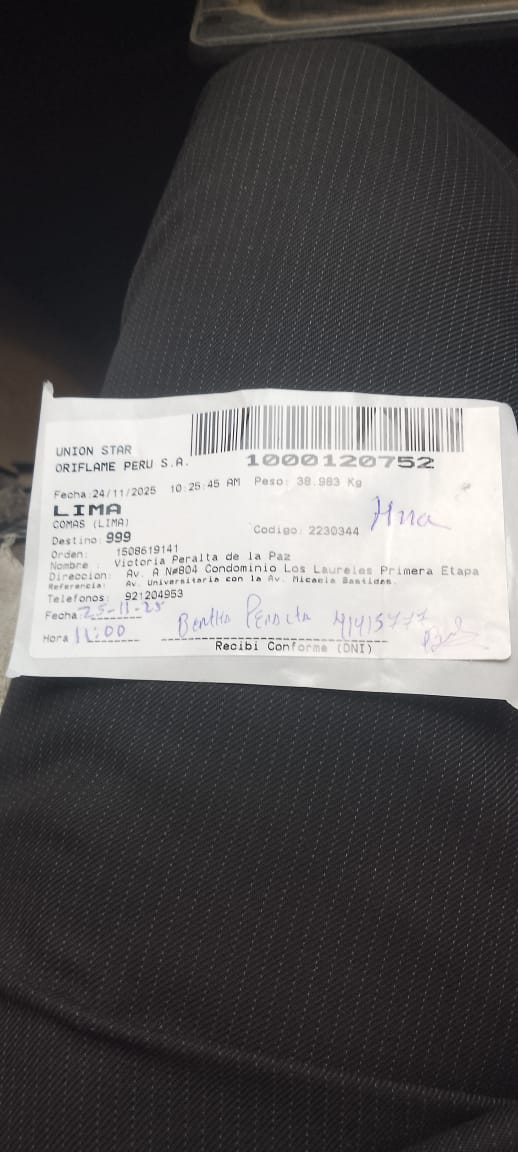 UNION STAR
ORIFLAME PERU S.A.
1000120752
Fecha:24/11/2025 10:25:45 AM Peso: 38.983 Kg
LIMA
COMAS (LIMA)
Hna
Destino: 999 Codigo: 2230344
Orden: 1508619141
Nombre : Victoria Peralta de la Paz
Direccion: Av. A N#804 Condominio Los Laureles Primera Etapa
Referencia: Av. Universitaria con la Av. Micaela Bastidas.
Telefonos: 921204953
Fecha: 25-11-25
Hora 11:00 Peralta
Recibi Conforme (DNI)